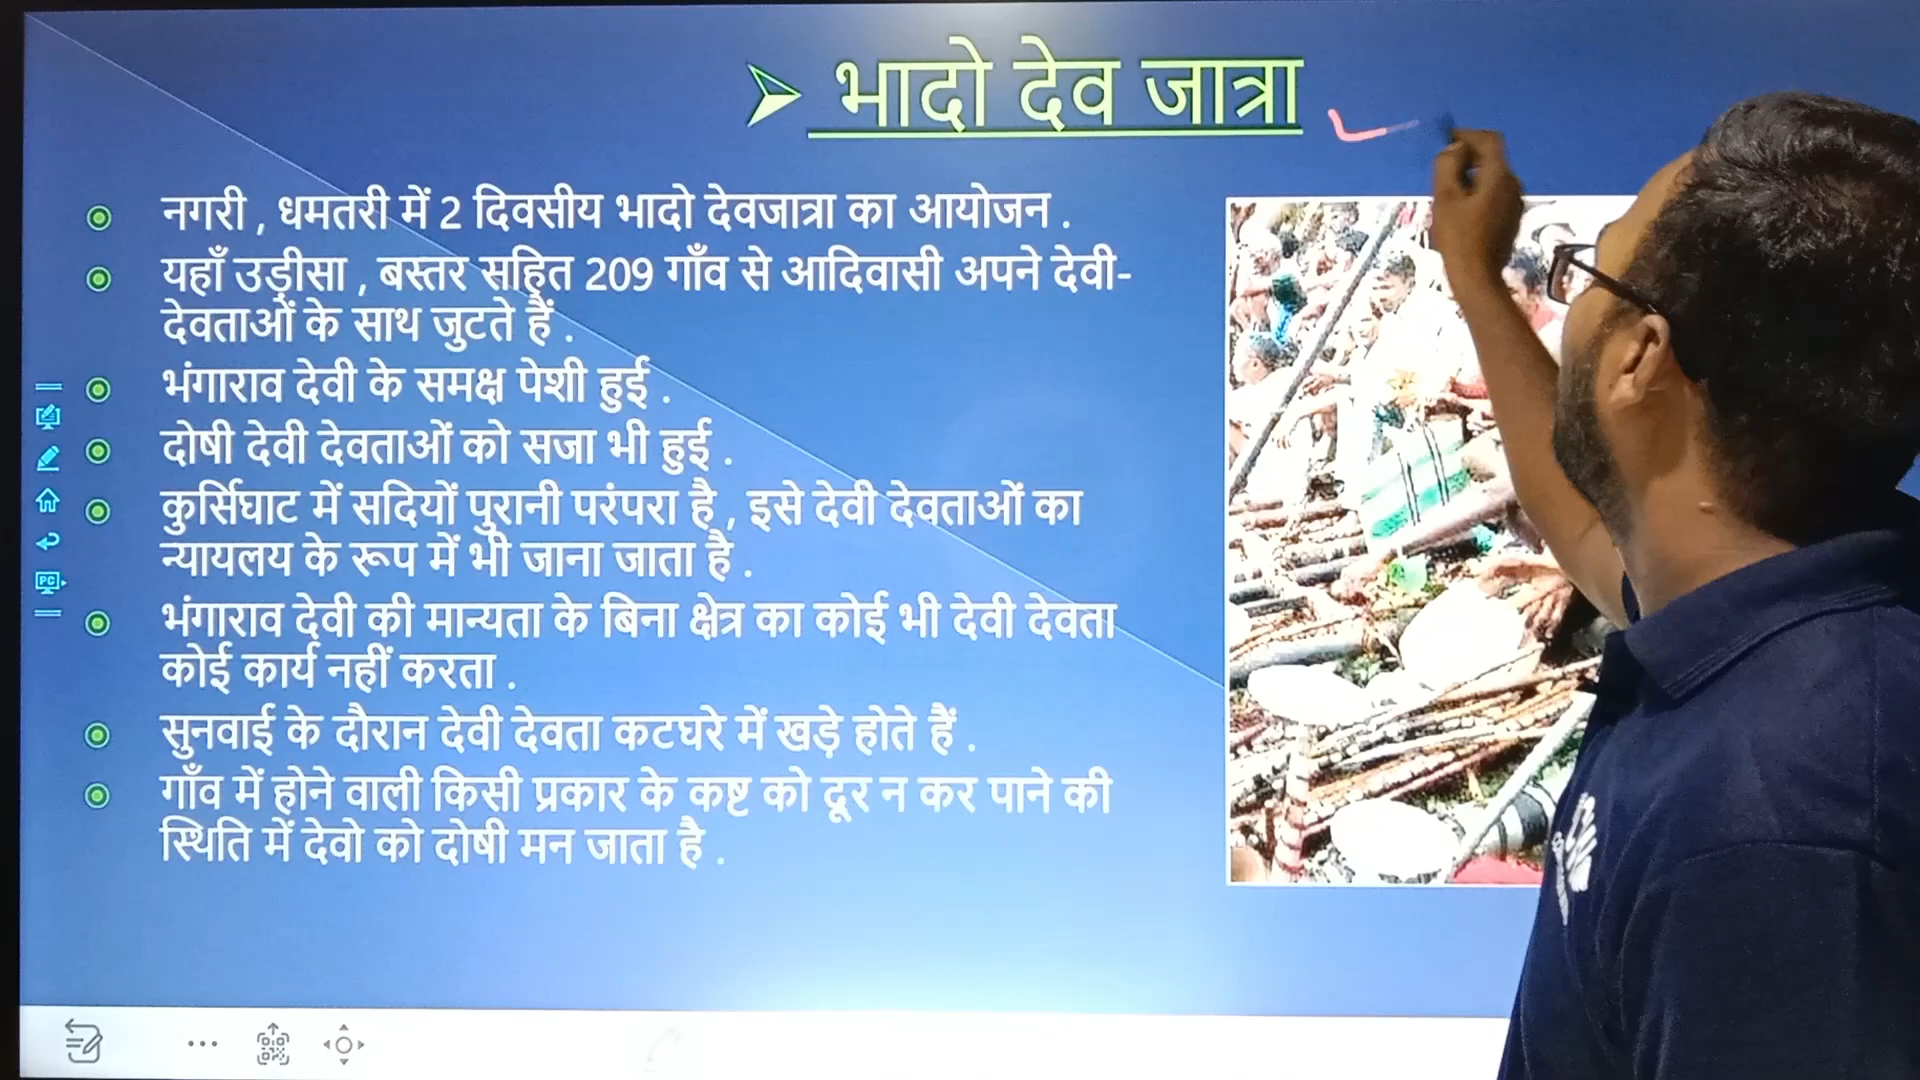 भादो देव जात्रा
नगरी , धमतरी में 2 दिवसीय भादो देवजात्रा का आयोजन .
यहाँ उड़ीसा , बस्तर सहित 209 गाँव से आदिवासी अपने देवी-
देवताओं के साथ जुटते हैं .
भंगाराव देवी के समक्ष पेशी हुई .
दोषी देवी देवताओं को सजा भी हुई .
कुर्सिघाट में सदियों पुरानी परंपरा है , इसे देवी देवताओं का
न्यायलय के रूप में भी जाना जाता है .
भंगाराव देवी की मान्यता के बिना क्षेत्र का कोई भी देवी देवता
कोई कार्य नहीं करता .
सुनवाई के दौरान देवी देवता कटघरे में खड़े होते हैं .
गाँव में होने वाली किसी प्रकार के कष्ट को दूर न कर पाने की
स्थिति में देवो को दोषी मन जाता है .
PC